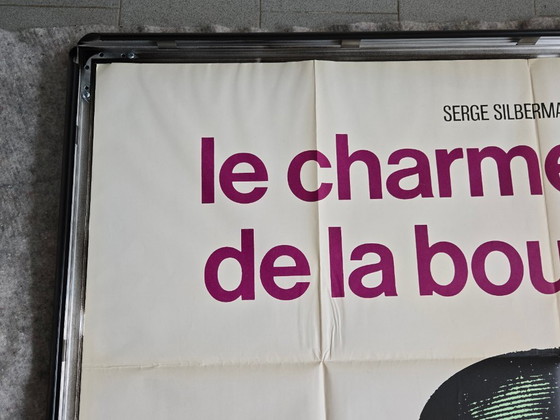 SERGE SILBERMA
le charme
de la bou